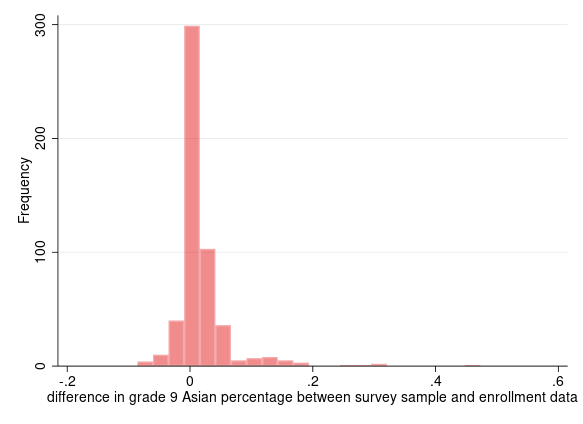 300
200
100
0
Frequency
-.2 0 .2 .4 .6
difference in grade 9 Asian percentage between survey sample and enrollment data